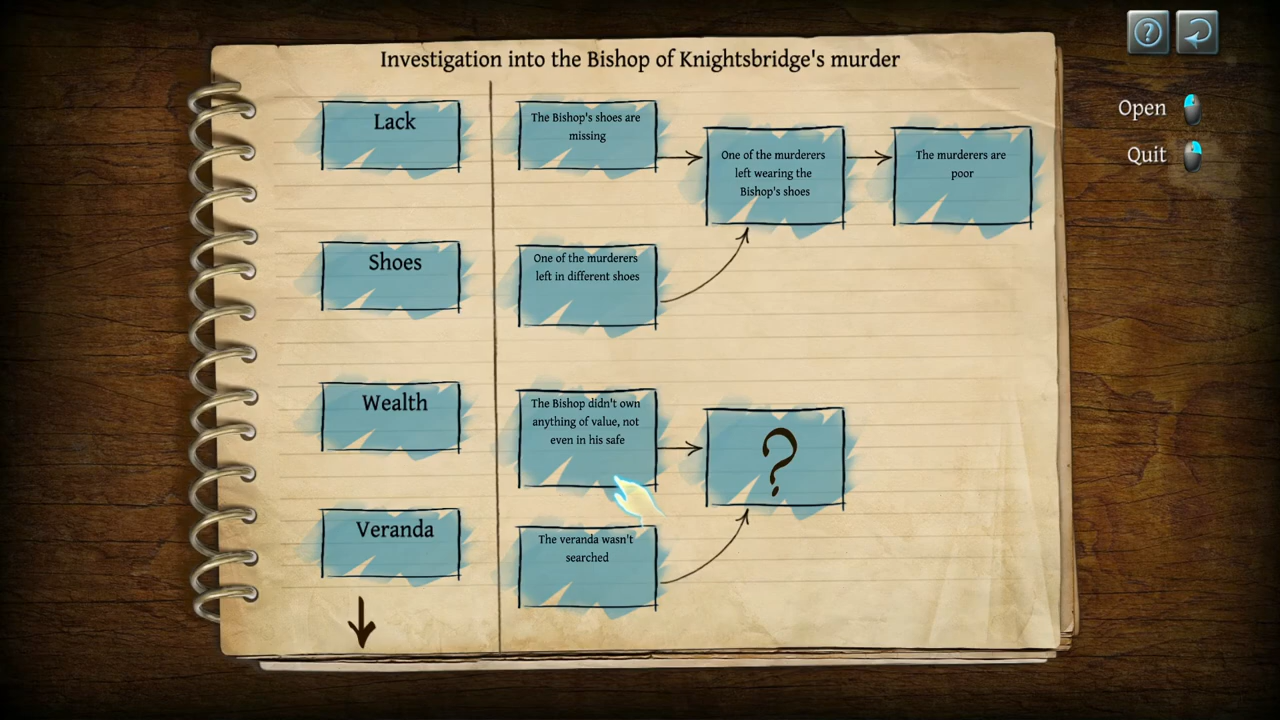 Investigation into the Bishop of Knightsbridge's murder
Open
Quit
Lack
Shoes
Wealth
Veranda
The Bishop's shoes are
missing
One of the murderers
left wearing the
Bishop's shoes
The murderers are
poor
One of the murderers
left in different shoes
The Bishop didn't own
anything of value, not
even in his safe
?
The veranda wasn't
searched
?